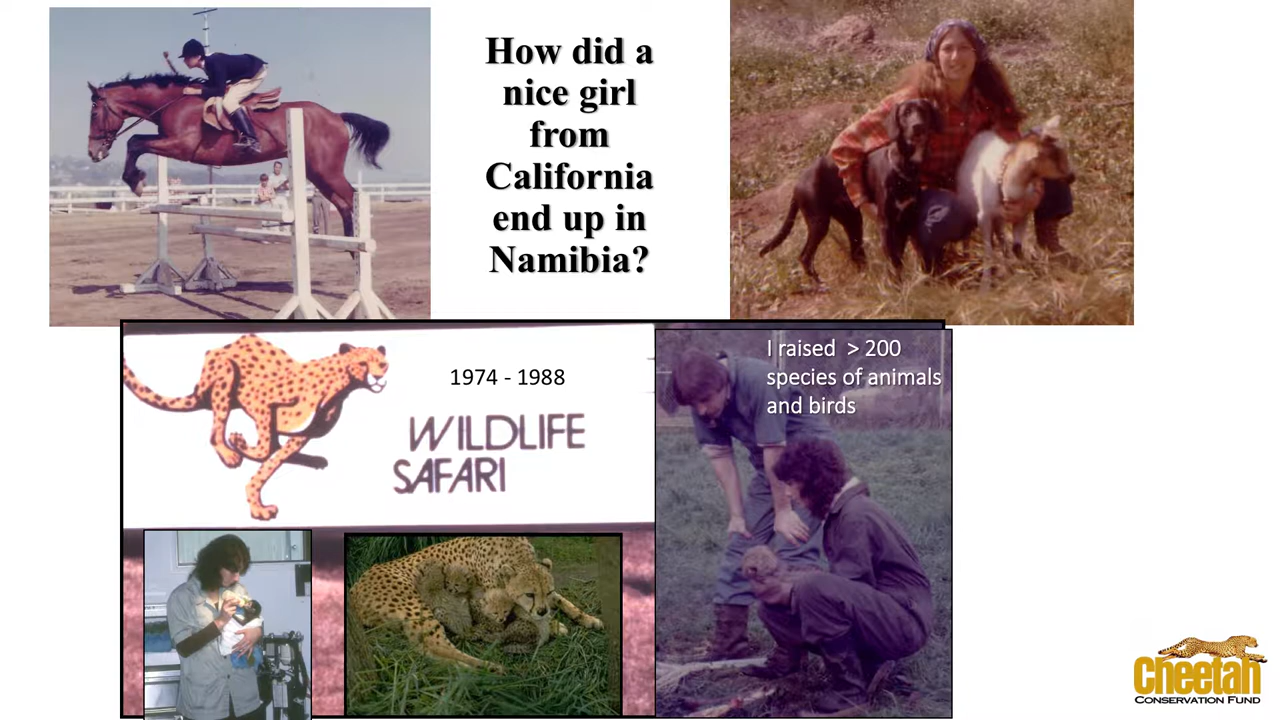 How did a
nice girl
from
California
end up in
Namibia?
1974 - 1988
WILDLIFE
SAFARI
I raised > 200
species of animals
and birds
Cheetah
CONSERVATION FUND